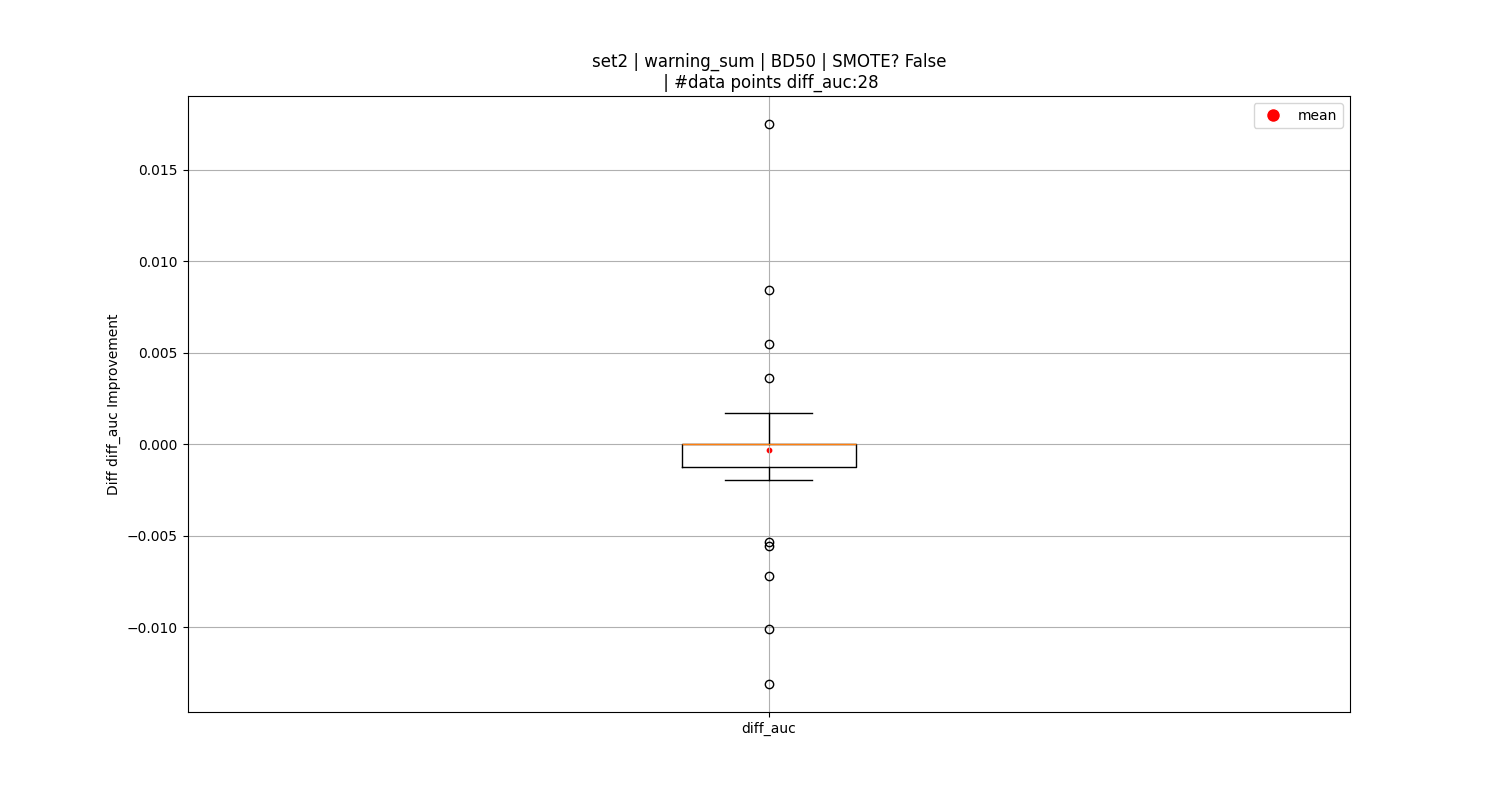 set2 | warning_sum | BD50 | SMOTE? False
| #data points diff_auc:28
mean
0.015
0.010
0.005
0.000
−0.005
−0.010
Diff diff_auc Improvement
diff_auc